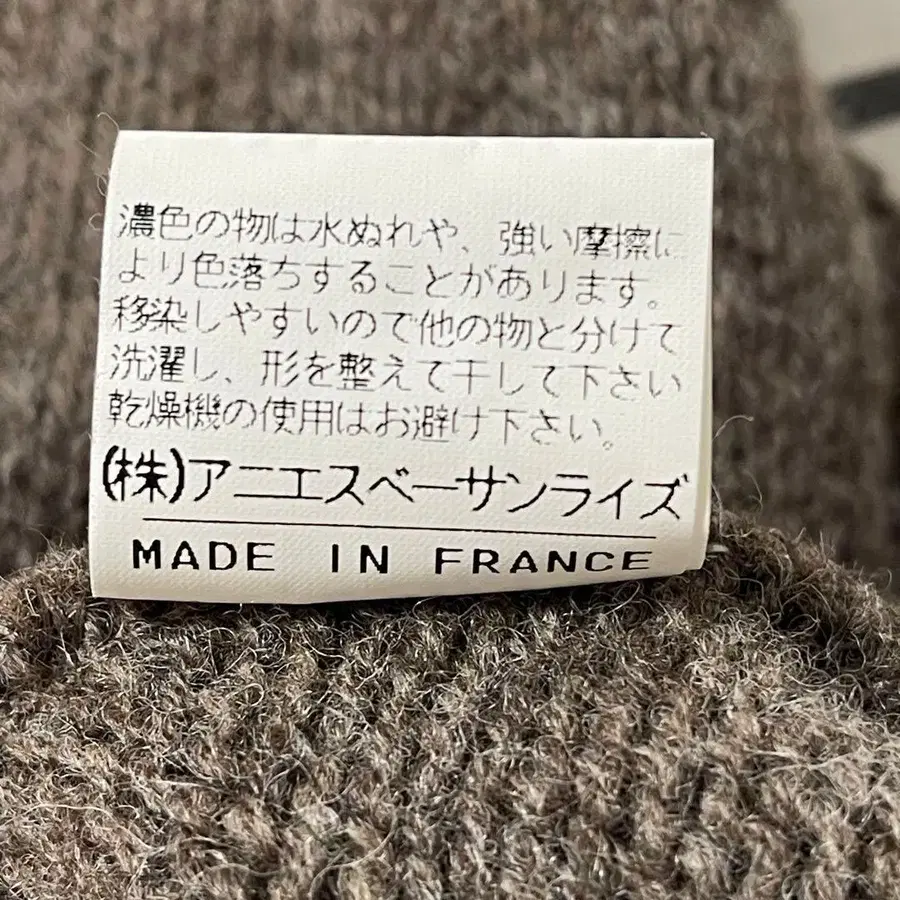 濃色の物は水ぬれや、強い摩擦に
より色落ちすることがあります。
移染しやすいので他の物と分けて
洗濯し、形を整えて干して下さい
乾燥機の使用はお避け下さい。
(株)アニエスベーサンライズ
MADE IN FRANCE